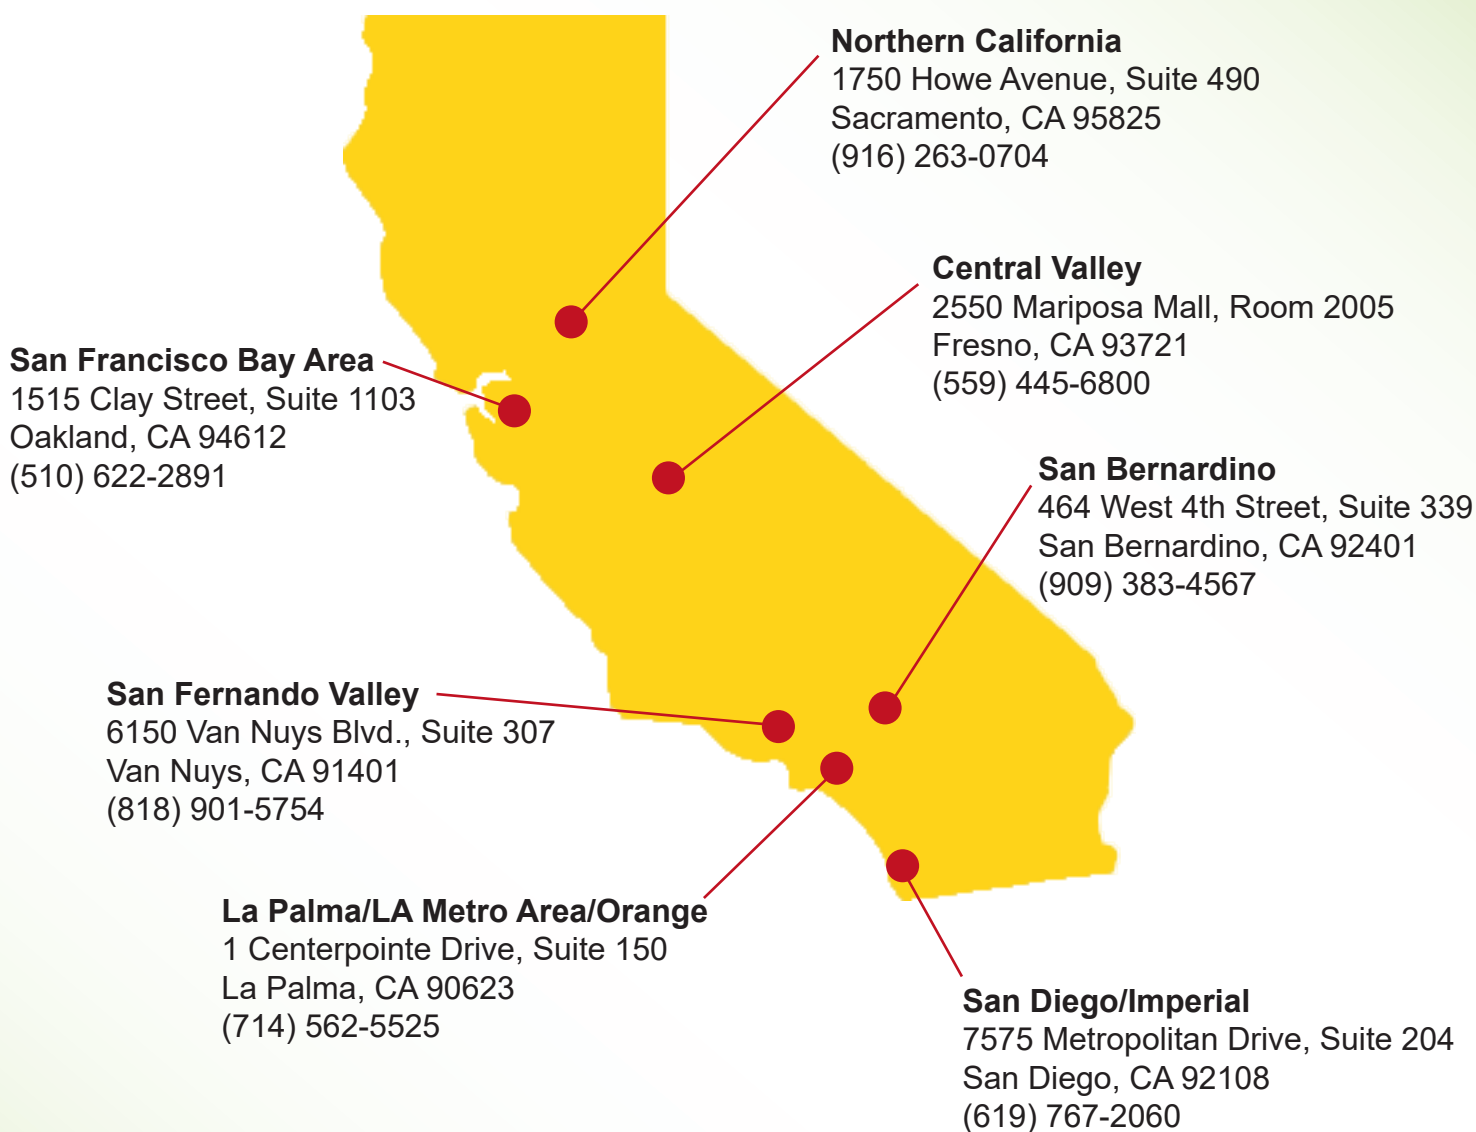 Northern California
1750 Howe Avenue, Suite 490
Sacramento, CA 95825
(916) 263-0704
Central Valley
2550 Mariposa Mall, Room 2005
Fresno, CA 93721
(559) 445-6800
San Francisco Bay Area
1515 Clay Street, Suite 1103
Oakland, CA 94612
(510) 622-2891
San Bernardino
464 West 4th Street, Suite 339
San Bernardino, CA 92401
(909) 383-4567
San Fernando Valley
6150 Van Nuys Blvd., Suite 307
Van Nuys, CA 91401
(818) 901-5754
La Palma/LA Metro Area/Orange
1 Centerpointe Drive, Suite 150
La Palma, CA 90623
(714) 562-5525
San Diego/Imperial
7575 Metropolitan Drive, Suite 204
San Diego, CA 92108
(619) 767-2060